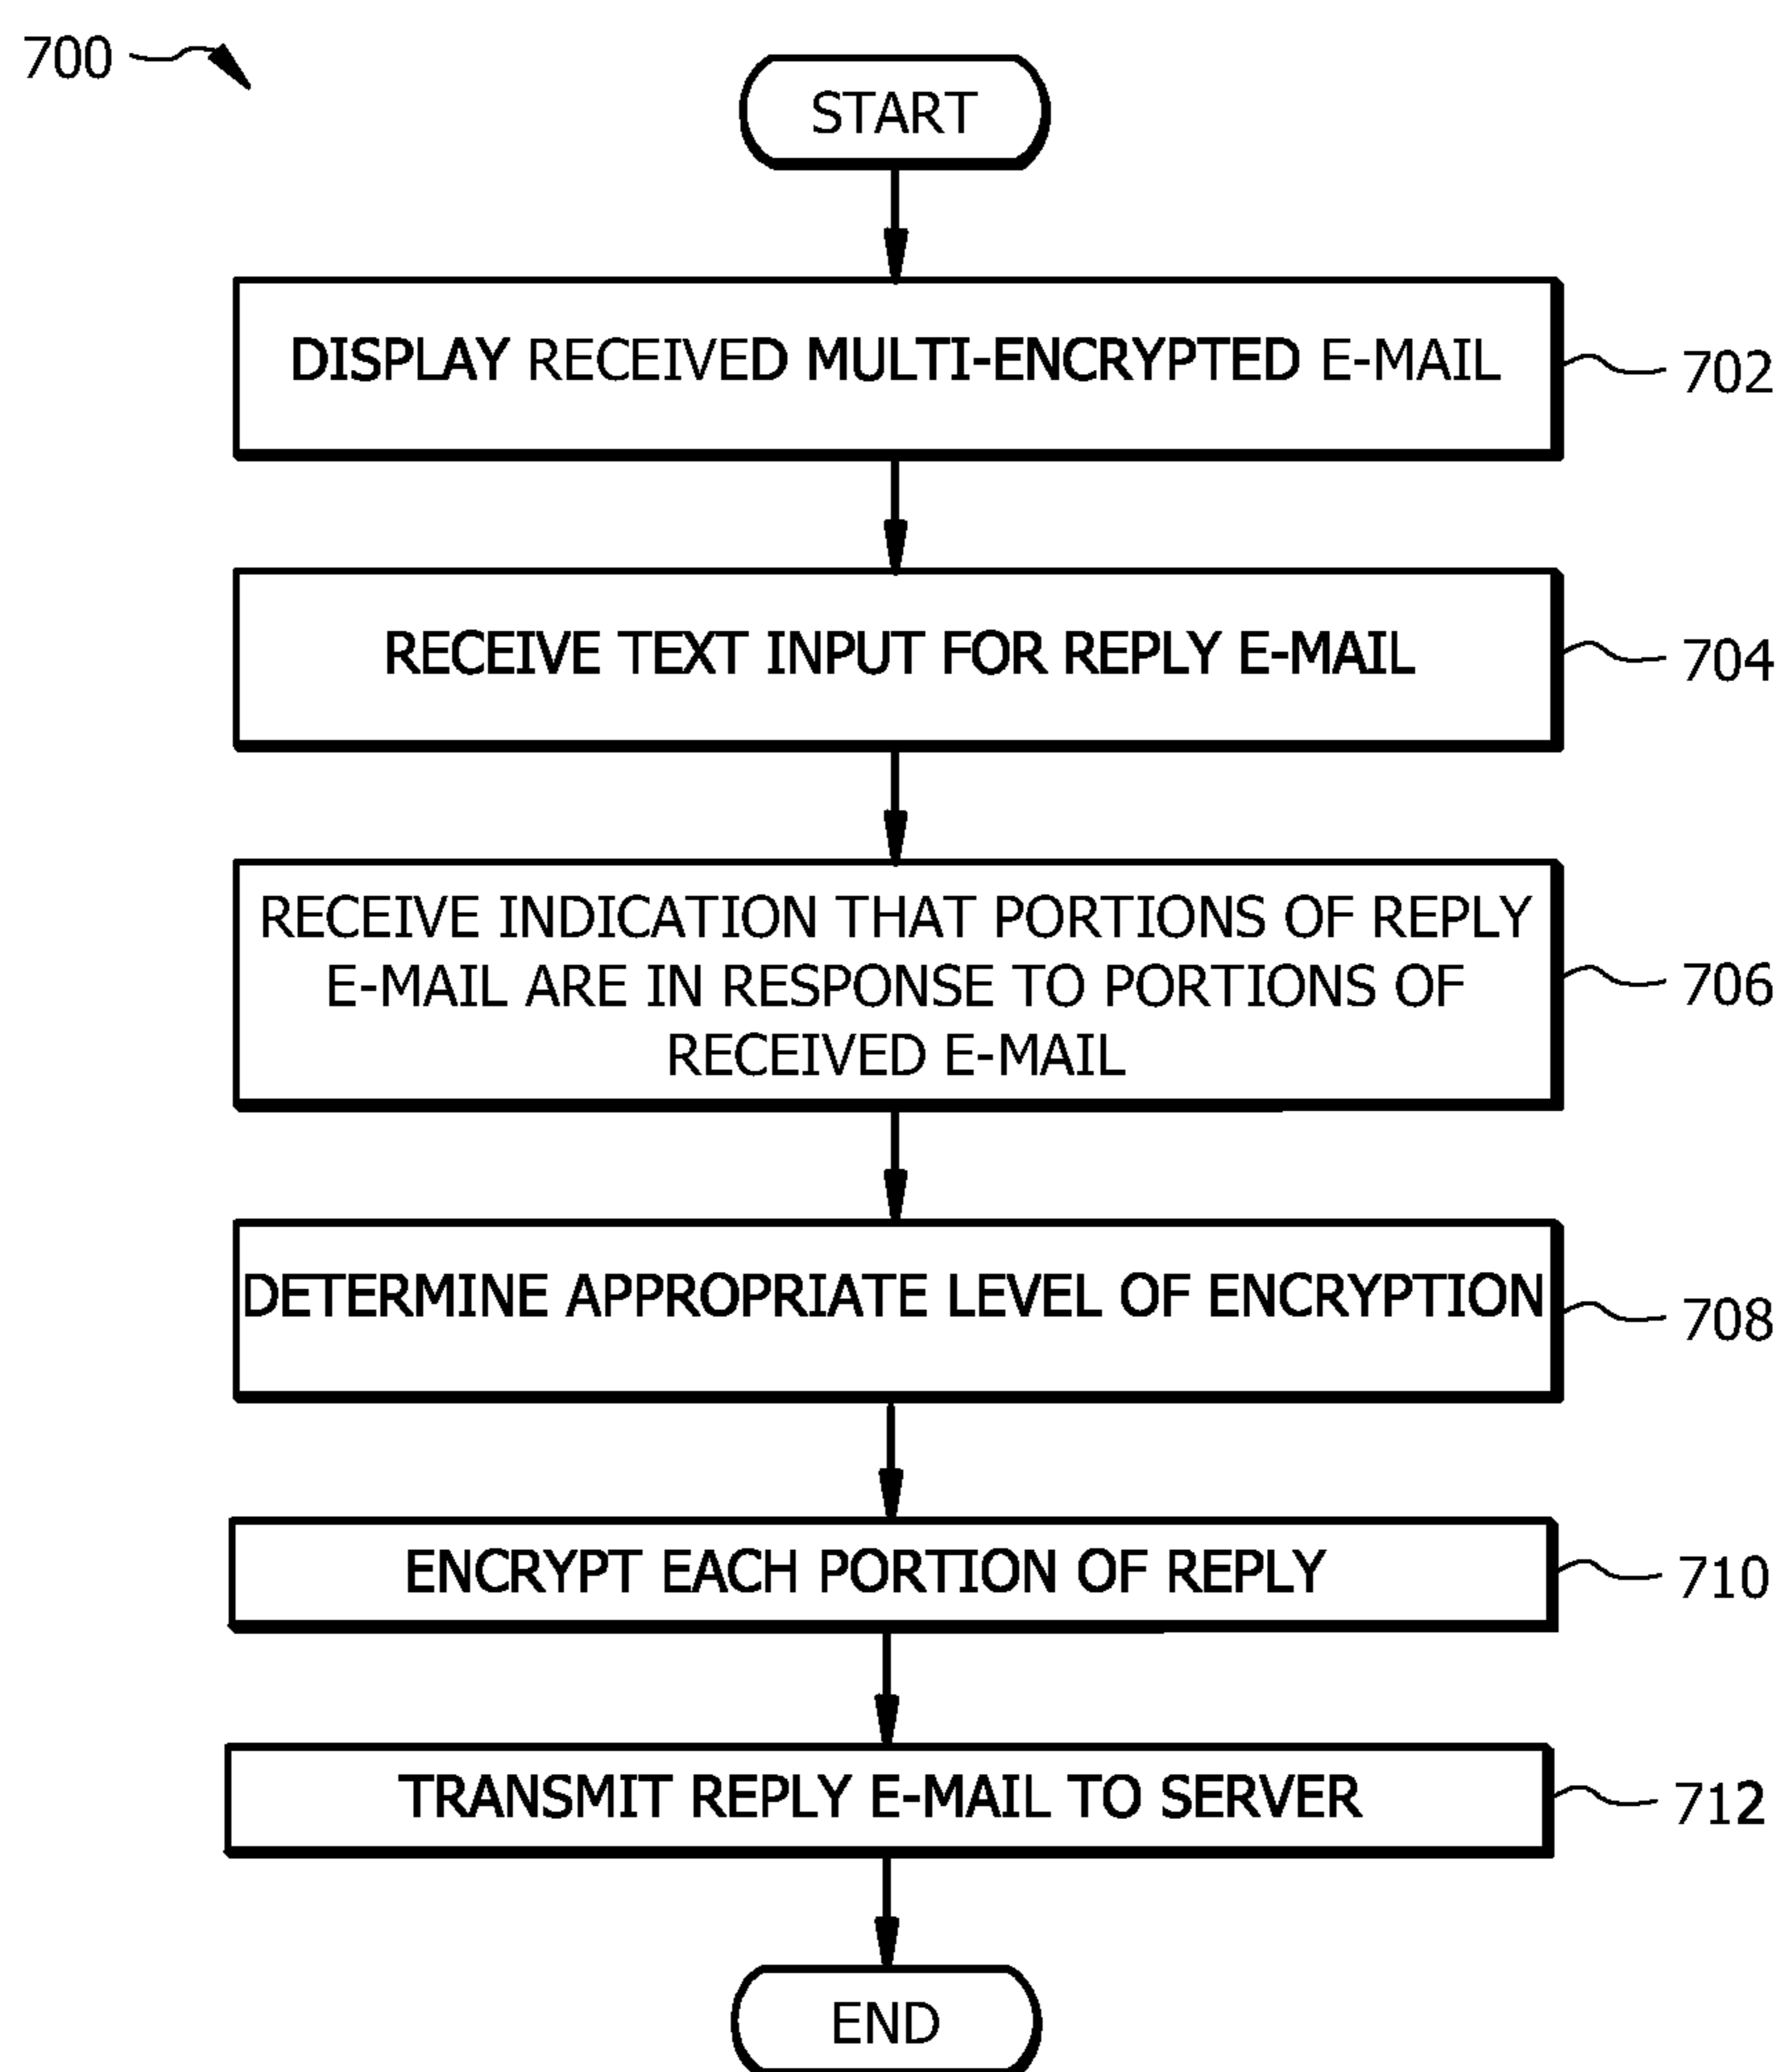 700
START
DISPLAY RECEIVED MULTI-ENCRYPTED E-MAIL
702
RECEIVE TEXT INPUT FOR REPLY E-MAIL
704
RECEIVE INDICATION THAT PORTIONS OF REPLY
E-MAIL ARE IN RESPONSE TO PORTIONS OF
RECEIVED E-MAIL
706
DETERMINE APPROPRIATE LEVEL OF ENCRYPTION
708
ENCRYPT EACH PORTION OF REPLY
710
TRANSMIT REPLY E-MAIL TO SERVER
712
END